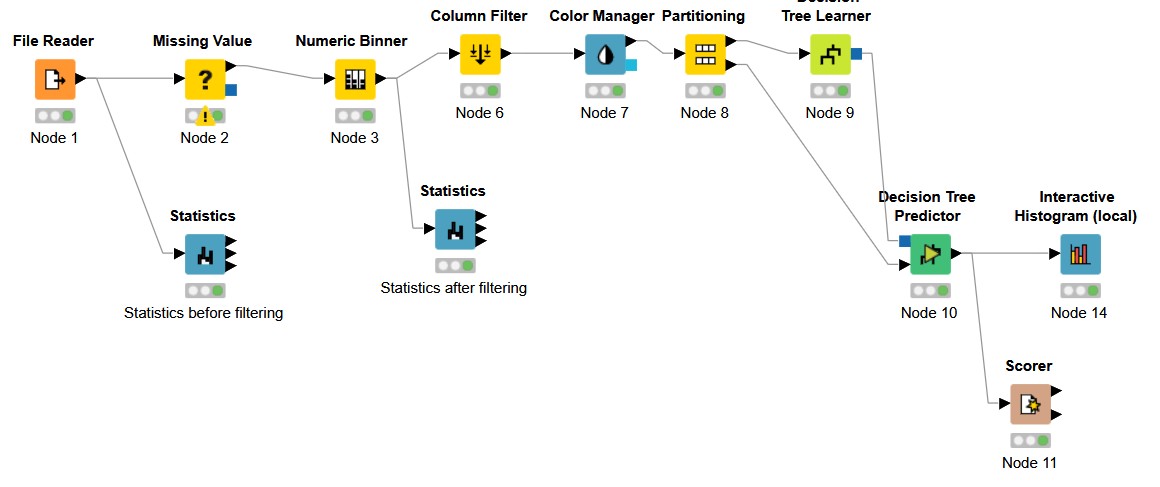 File Reader
Node 1
Missing Value
?
!
Node 2
Statistics
Statistics before filtering
Numeric Binner
Node 3
Statistics
Statistics after filtering
Column Filter
Node 6
Color Manager
Node 7
Partitioning
Node 8
Decision
Tree Learner
Node 9
Decision Tree
Predictor
Node 10
Interactive
Histogram (local)
Node 14
Scorer
Node 11